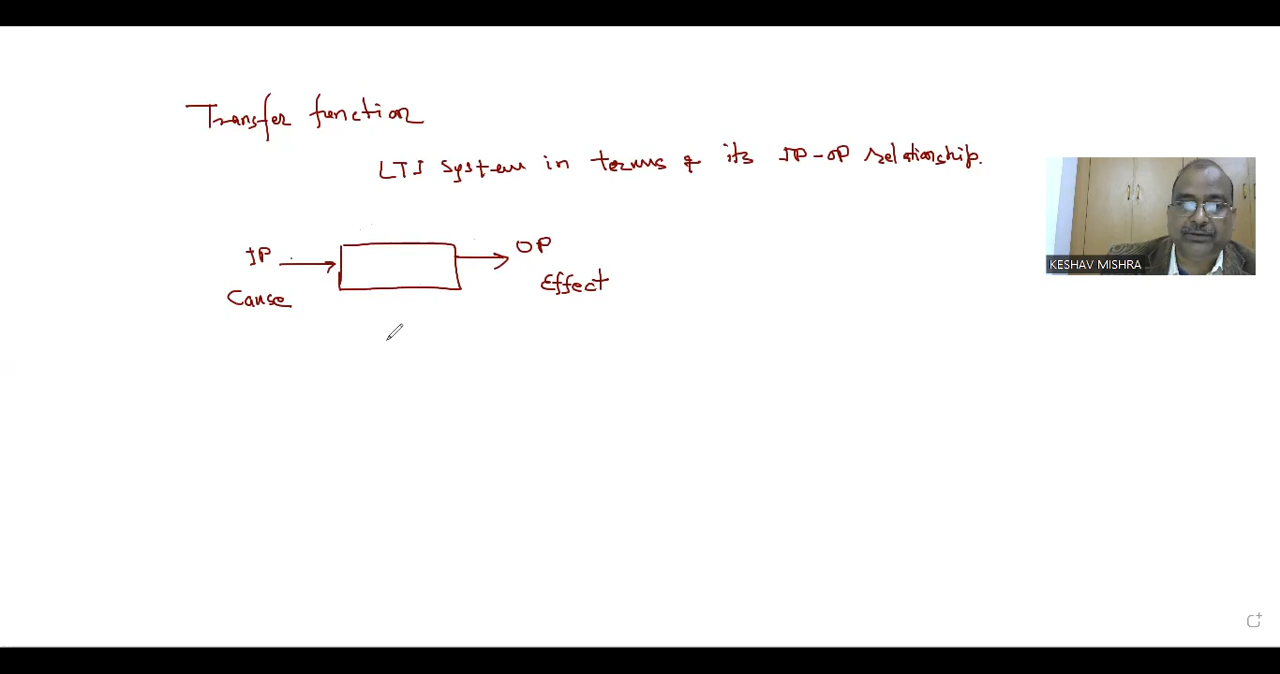 Transfer function
LTI system in terms of its IP-OP relationship.
IP
OP
Cause
Effect
KESHAV MISHRA